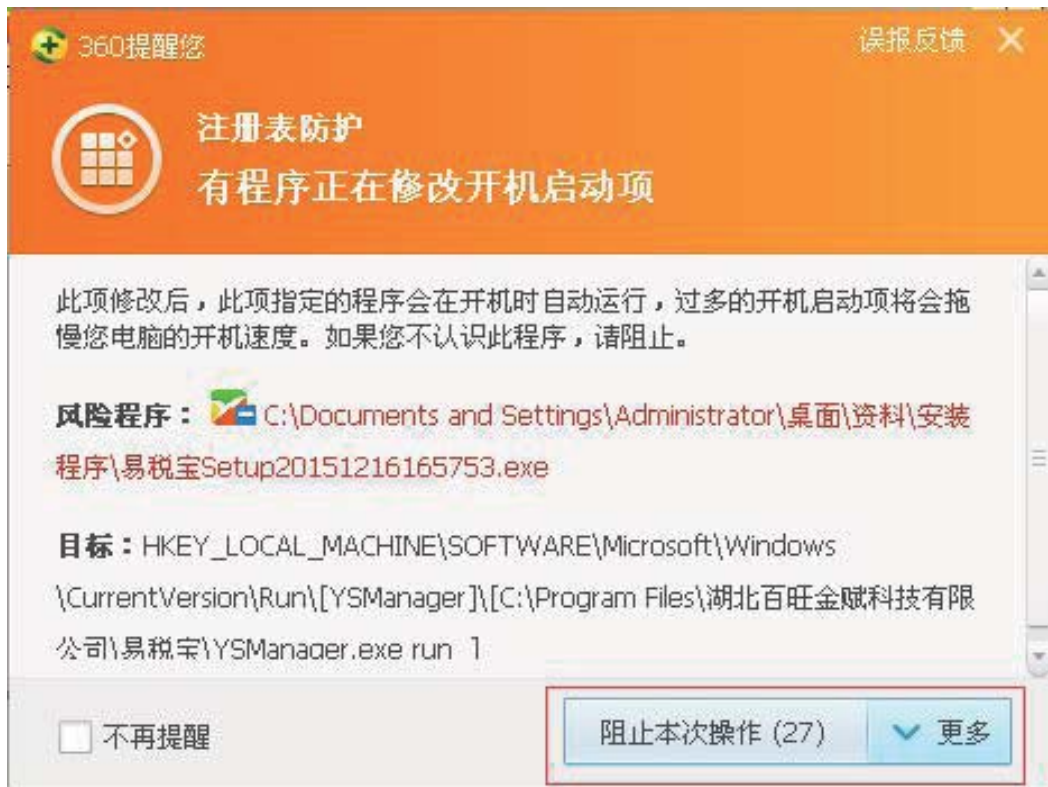 360提醒您
误报反馈
注册表防护
有程序正在修改开机启动项
此项修改后，此项指定的程序会在开机时自动运行，过多的开机启动项将会拖
慢您电脑的开机速度。如果您不认识此程序，请阻止。
风险程序： C:\Documents and Settings\Administrator\桌面\资料\安装
程序\易税宝Setup20151216165753.exe
目标：HKEY_LOCAL_MACHINE\SOFTWARE\Microsoft\Windows
\CurrentVersion\Run\[YSManager]\[C:\Program Files\湖北百旺金赋科技有限
公司\易税宝\YSManager.exe run ]
不再提醒
阻止本次操作 (27)
更多